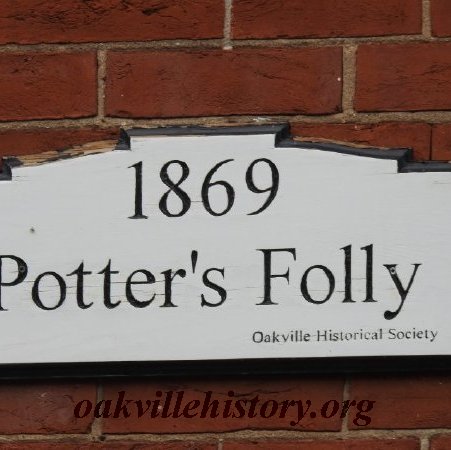 1869
Potter's Folly
Oakville Historical Society
oakvillehistory.org